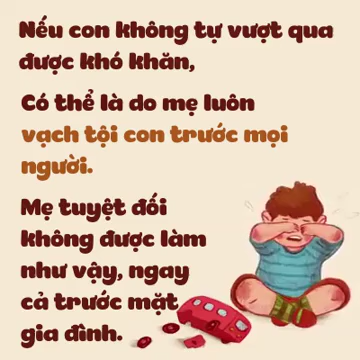 Nếu con không tự vượt qua
được khó khăn,
Có thể là do mẹ luôn
vạch tội con trước mọi
người.
Mẹ tuyệt đối
không được làm
như vậy, ngay
cả trước mặt
gia đình.